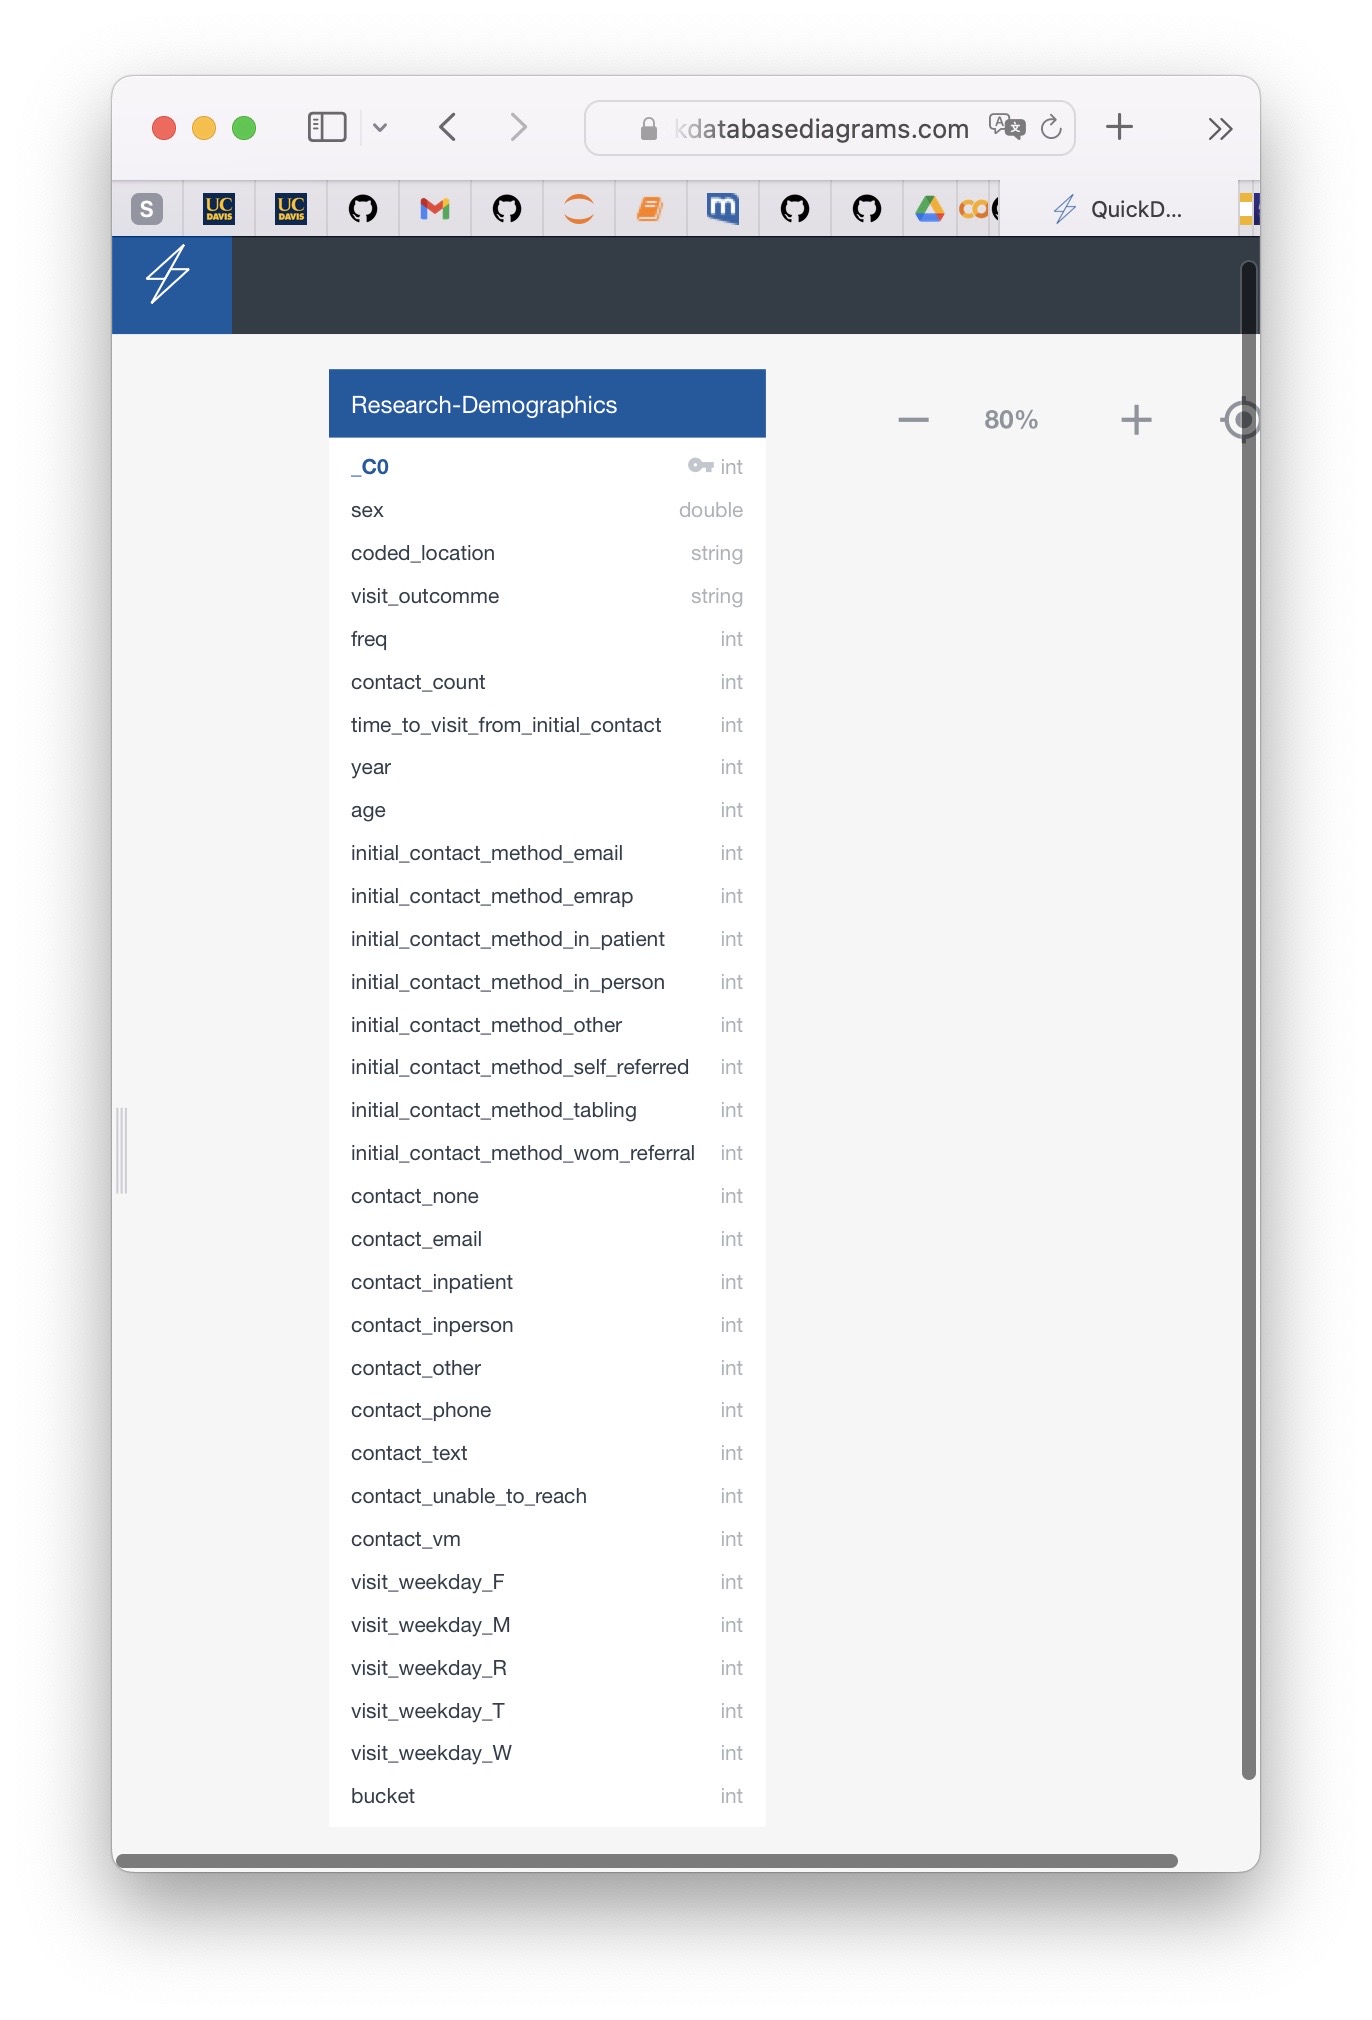 kdatabasediagrams.com
S
UC DAVIS
UC DAVIS
m
CO
QuickD...
Research-Demographics
80%
_C0 int
sex double
coded_location string
visit_outcomme string
freq int
contact_count int
time_to_visit_from_initial_contact int
year int
age int
initial_contact_method_email int
initial_contact_method_emrap int
initial_contact_method_in_patient int
initial_contact_method_in_person int
initial_contact_method_other int
initial_contact_method_self_referred int
initial_contact_method_tabling int
initial_contact_method_wom_referral int
contact_none int
contact_email int
contact_inpatient int
contact_inperson int
contact_other int
contact_phone int
contact_text int
contact_unable_to_reach int
contact_vm int
visit_weekday_F int
visit_weekday_M int
visit_weekday_R int
visit_weekday_T int
visit_weekday_W int
bucket int